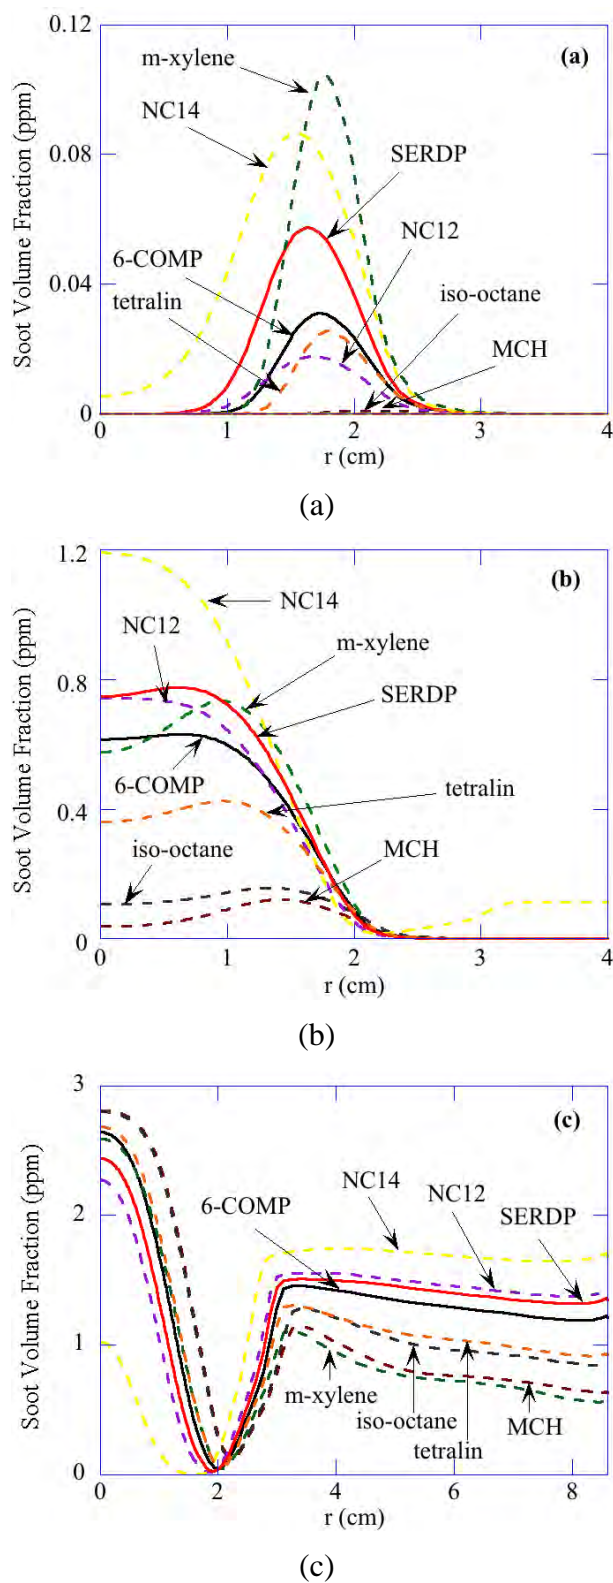 0.12
(a)
m-xylene
NC14
SERDP
NC12
6-COMP
iso-octane
tetralin
MCH
Soot Volume Fraction (ppm)
0.08
0.04
0
0 1 2 3 4
r (cm)
(a)
1.2
(b)
NC14
NC12
m-xylene
SERDP
6-COMP
tetralin
iso-octane
MCH
Soot Volume Fraction (ppm)
0.8
0.4
0
0 1 2 3 4
r (cm)
(b)
3
(c)
6-COMP
NC14
NC12
SERDP
m-xylene
iso-octane
tetralin
MCH
Soot Volume Fraction (ppm)
2
1
0
0 2 4 6 8
r (cm)
(c)